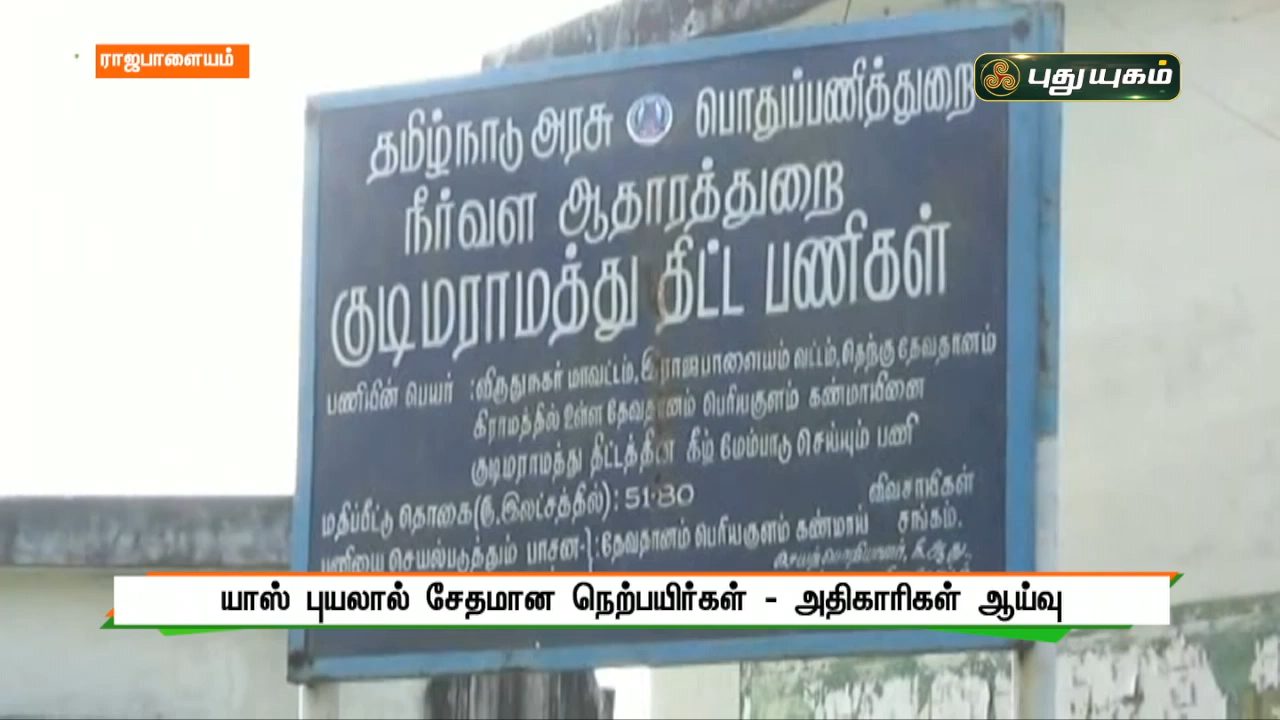 ராஜபாளையம்
புதுயுகம்
தமிழ்நாடு அரசு பொதுப்பணித்துறை
நீர்வள ஆதாரத்துறை
குடிமராமத்து திட்ட பணிகள்
பணியின் பெயர் : விருதுநகர் மாவட்டம், இராஜபாளையம் வட்டம், தெற்கு தேவதானம்
கிராமத்தில் உள்ள தேவதானம் பெரியகுளம் கண்மாயினை
குடிமராமத்து திட்டத்தின் கீழ் மேம்பாடு செய்யும் பணி
மதிப்பீட்டு தொகை(ரூ.இலட்சத்தில்) : 51.80
விவசாயிகள்
பணியை செயல்படுத்தும் பாசன-} : தேவதானம் பெரியகுளம் கண்மாய் சங்கம்.
யாஸ் புயலால் சேதமான நெற்பயிர்கள் - அதிகாரிகள் ஆய்வு